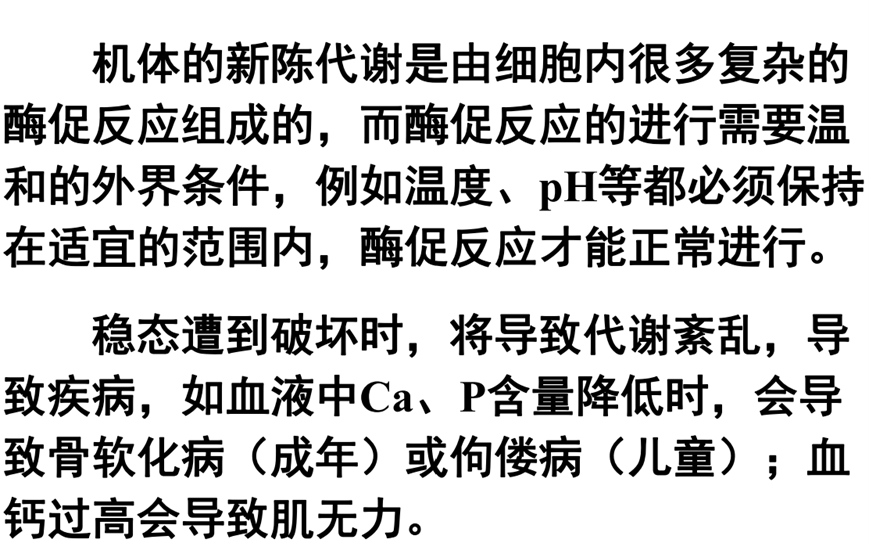 机体的新陈代谢是由细胞内很多复杂的
酶促反应组成的，而酶促反应的进行需要温
和的外界条件，例如温度、pH等都必须保持
在适宜的范围内，酶促反应才能正常进行。
稳态遭到破坏时，将导致代谢紊乱，导
致疾病，如血液中Ca、P含量降低时，会导
致骨软化病（成年）或佝偻病（儿童）；血
钙过高会导致肌无力。